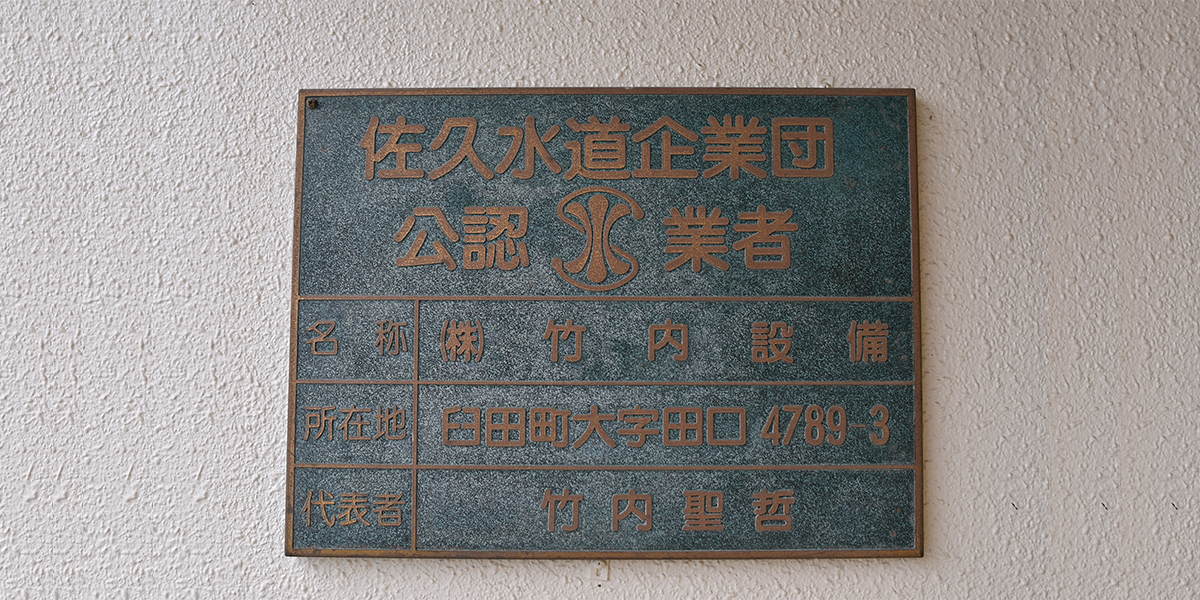 佐久水道企業団
公認 業者
名称 ㈱竹内設備
所在地 臼田町大字田口 4789-3
代表者 竹内聖哲